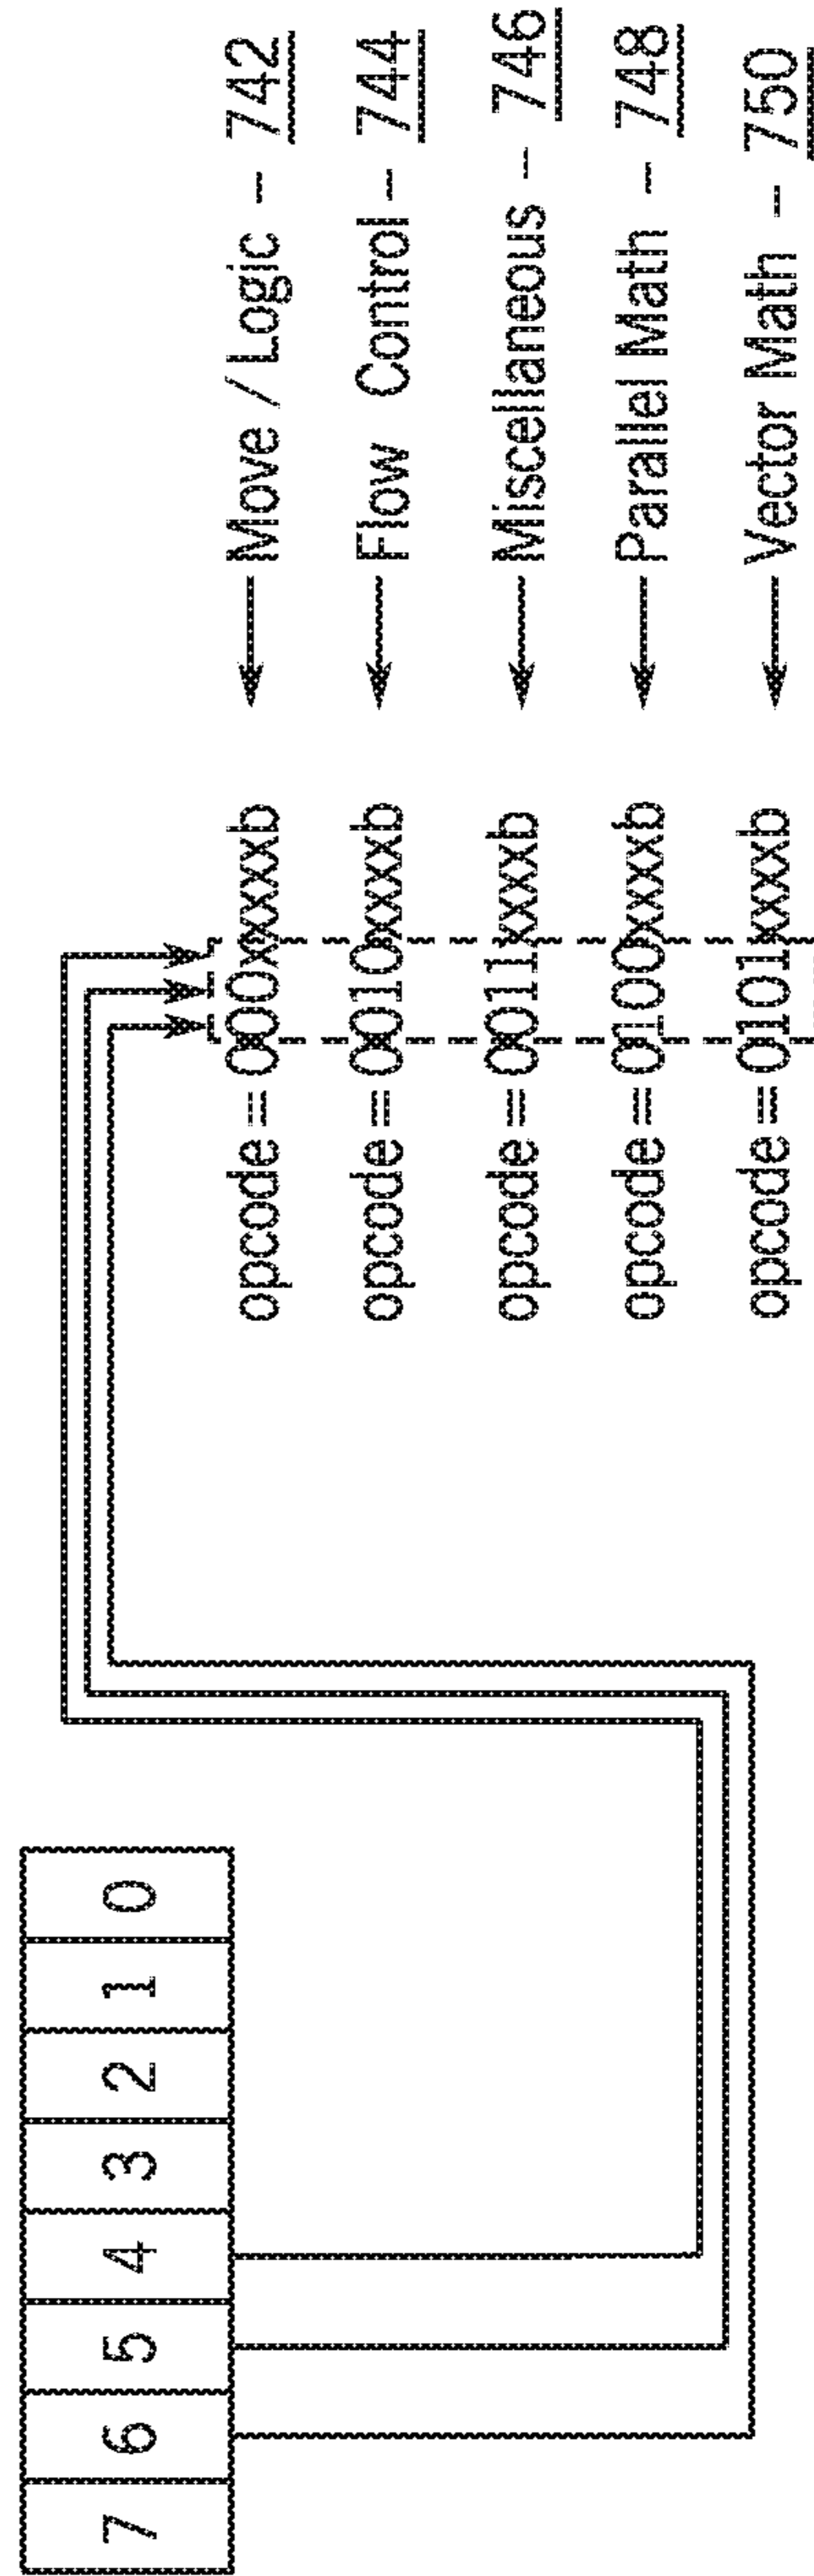 7 6 5 4 3 2 1 0
opcode = 000xxxxxb ← Move / Logic – 742
opcode = 0010xxxxb ← Flow Control – 744
opcode = 0011xxxxb ← Miscellaneous – 746
opcode = 0100xxxxb ← Parallel Math – 748
opcode = 0101xxxxb ← Vector Math – 750